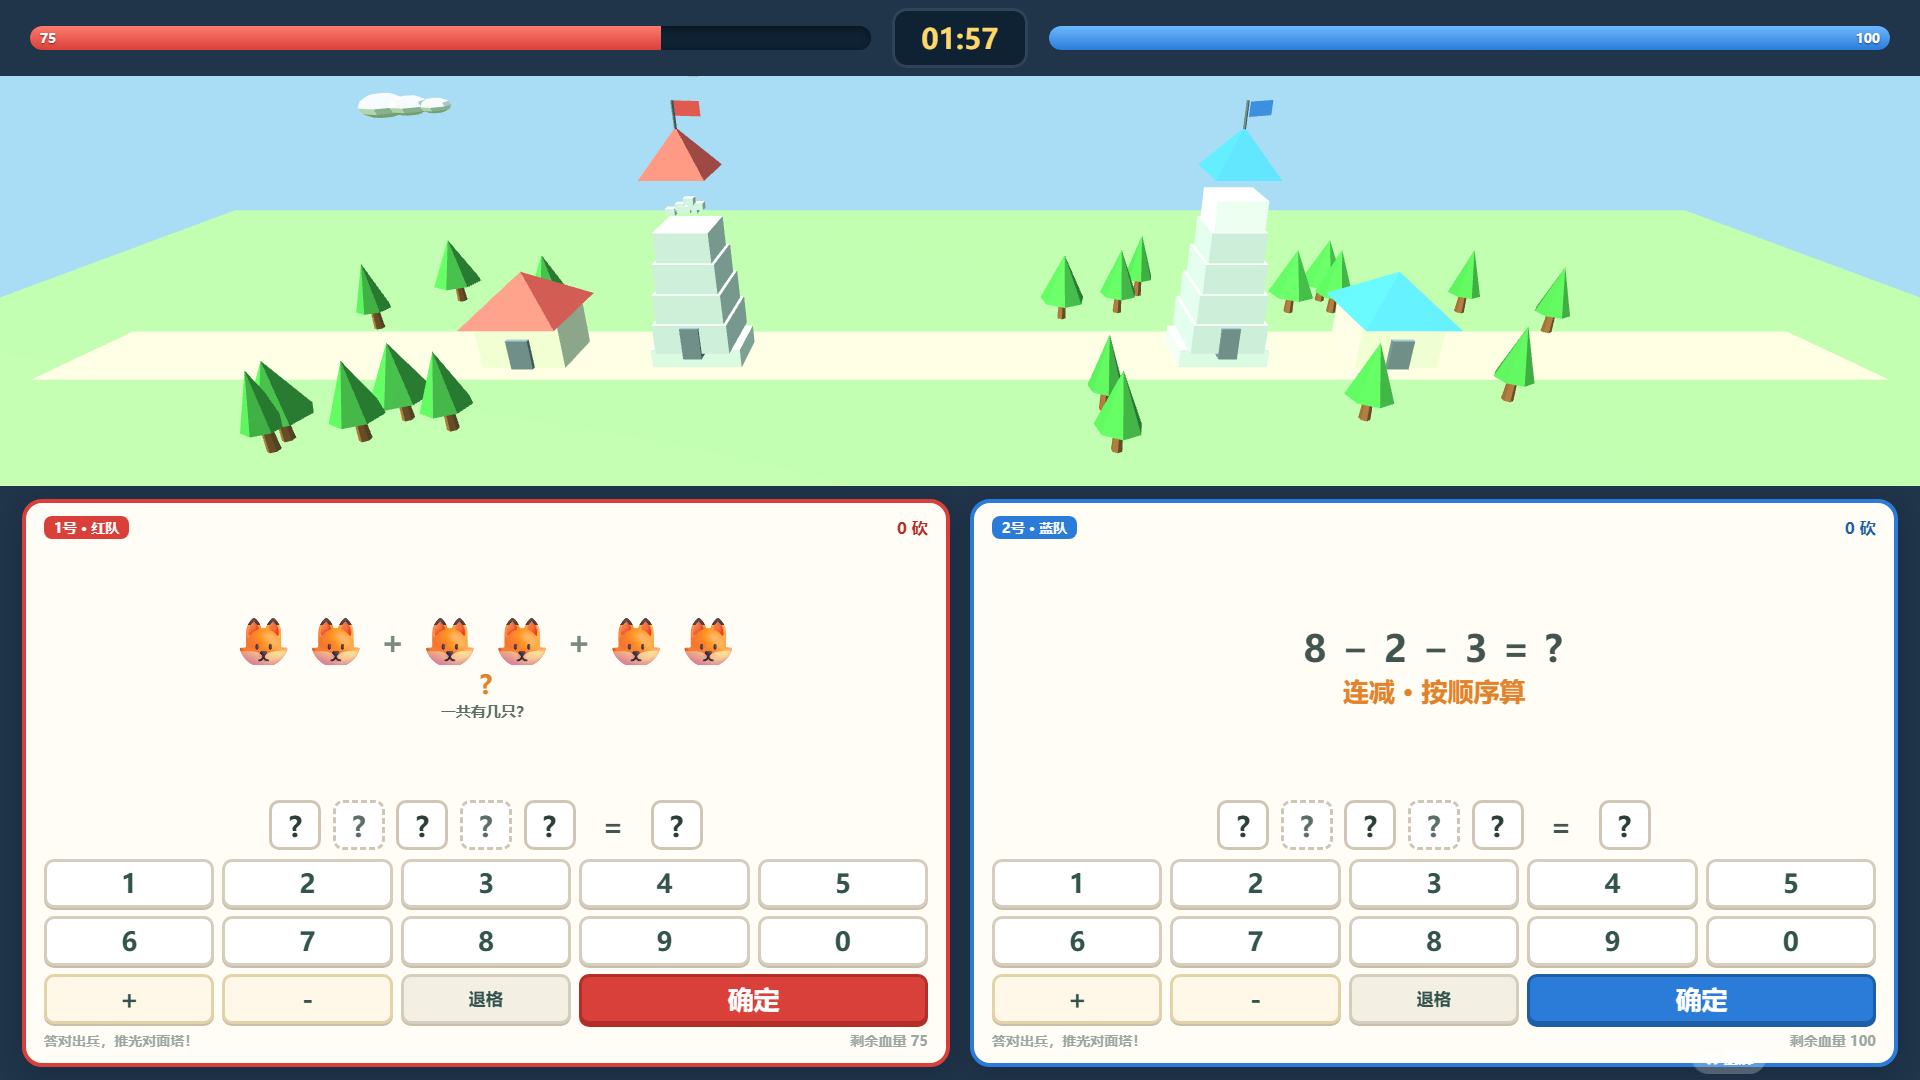 75
01:57
100
1号 • 红队
0 砍
+ +
?
一共有几只?
? ? ? ? ? = ?
1 2 3 4 5
6 7 8 9 0
+ - 退格 确定
答对出兵，推光对面塔!
剩余血量 75
2号 • 蓝队
0 砍
8 − 2 − 3 = ?
连减 • 按顺序算
? ? ? ? ? = ?
1 2 3 4 5
6 7 8 9 0
+ - 退格 确定
答对出兵，推光对面塔!
剩余血量 100